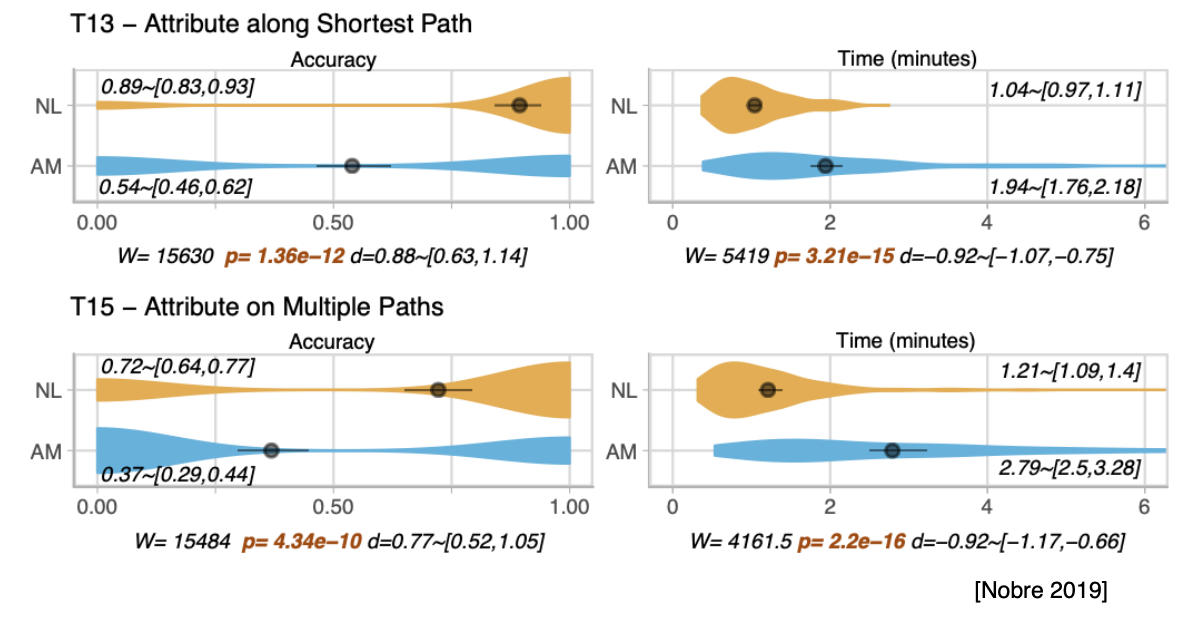 T13 – Attribute along Shortest Path
Accuracy
NL
0.89~[0.83,0.93]
AM
0.54~[0.46,0.62]
0.00 0.50 1.00
W= 15630 p= 1.36e–12 d=0.88~[0.63,1.14]
Time (minutes)
NL
1.04~[0.97,1.11]
AM
1.94~[1.76,2.18]
0 2 4 6
W= 5419 p= 3.21e–15 d=–0.92~[–1.07,–0.75]
T15 – Attribute on Multiple Paths
Accuracy
NL
0.72~[0.64,0.77]
AM
0.37~[0.29,0.44]
0.00 0.50 1.00
W= 15484 p= 4.34e–10 d=0.77~[0.52,1.05]
Time (minutes)
NL
1.21~[1.09,1.4]
AM
2.79~[2.5,3.28]
0 2 4 6
W= 4161.5 p= 2.2e–16 d=–0.92~[–1.17,–0.66]
[Nobre 2019]